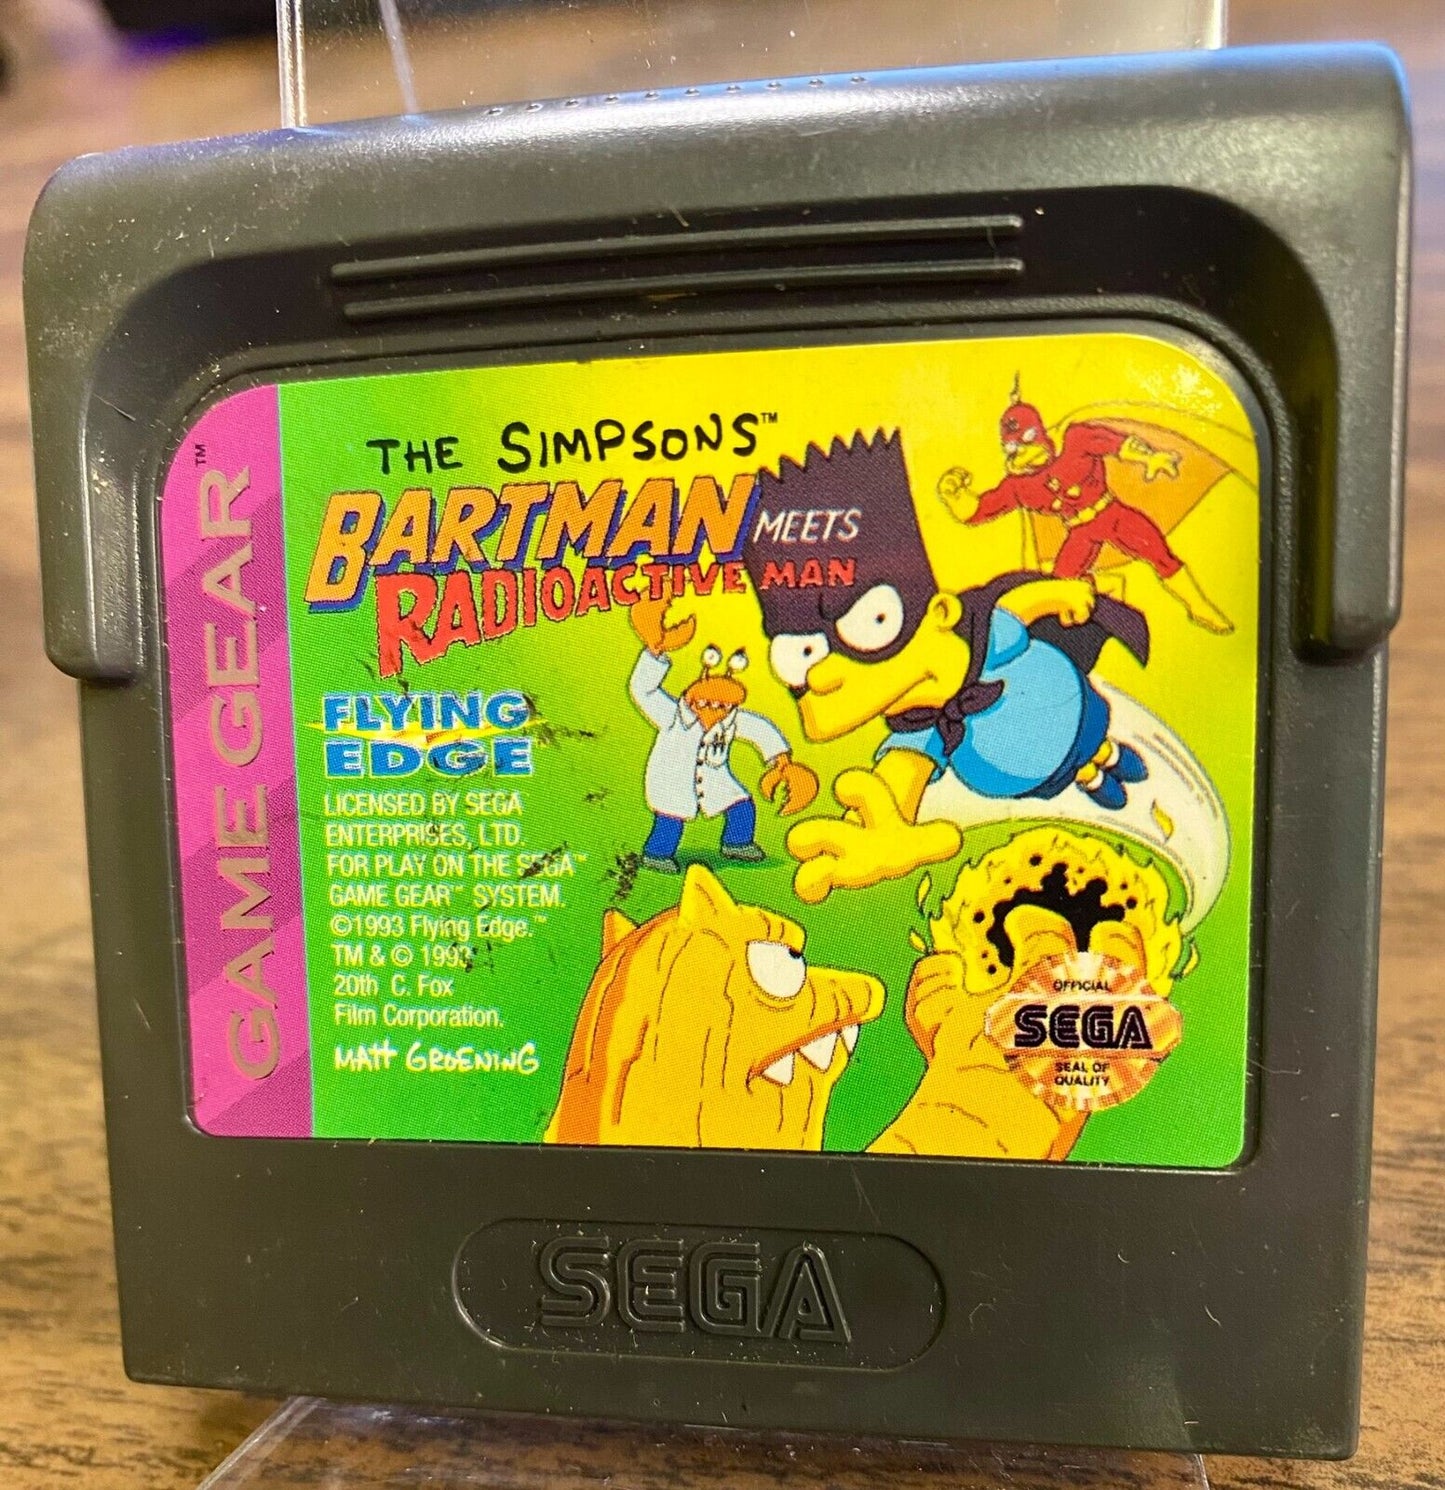 GAME GEAR™
THE SIMPSONS™
BARTMAN MEETS
RADIOACTIVE MAN
FLYING
EDGE
LICENSED BY SEGA
ENTERPRISES, LTD.
FOR PLAY ON THE SEGA™
GAME GEAR™ SYSTEM.
©1993 Flying Edge.™
TM & © 1993
20th C. Fox
Film Corporation.
MATT GROENING
OFFICIAL
SEGA
SEAL OF
QUALITY
SEGA